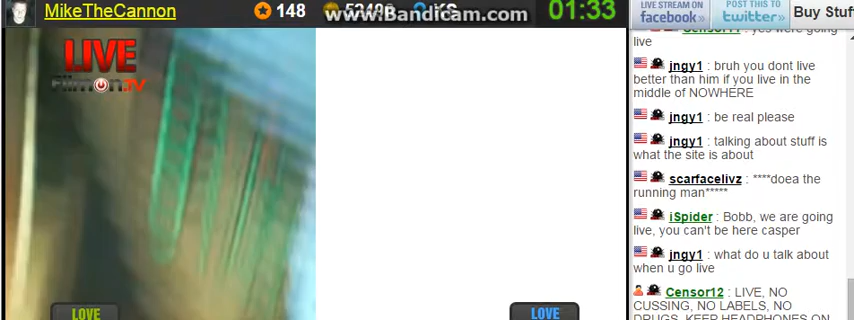 MikeTheCannon
148
www.Bandicam.com
01:33
LIVE STREAM ON
facebook»
POST THIS TO
twitter»
Buy Stuf
LIVE
FilmOn.TV
LOVE
LOVE
live
jngy1 : bruh you dont live
better than him if you live in the
middle of NOWHERE
jngy1 : be real please
jngy1 : talking about stuff is
what the site is about
scarfacelivz : ****doea the
running man*****
iSpider : Bobb, we are going
live, you can't be here casper
jngy1 : what do u talk about
when u go live
Censor12 : LIVE, NO
CUSSING, NO LABELS, NO
DRUGS, KEEP HEADPHONES ON